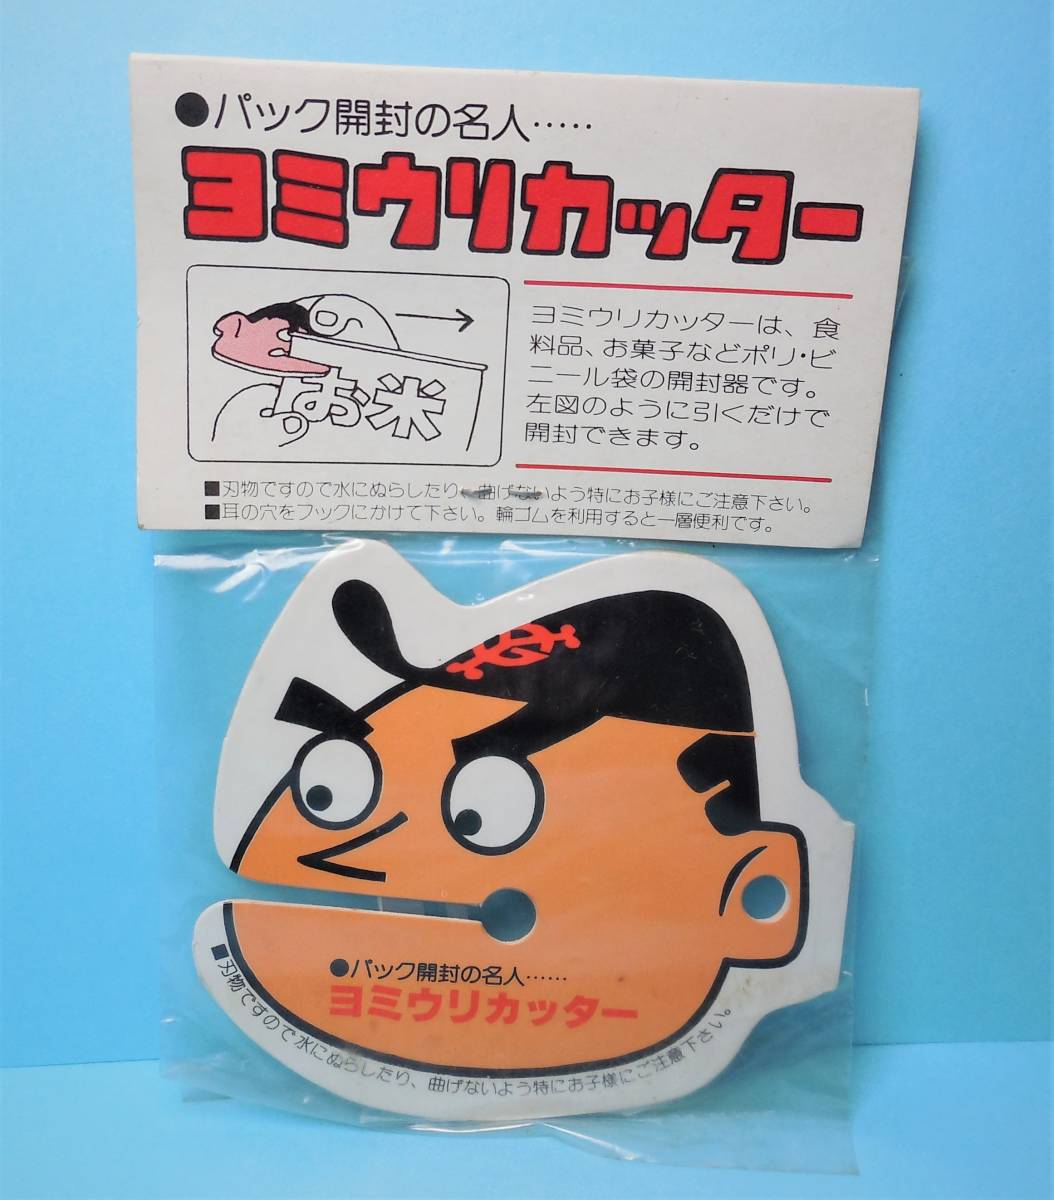 ●パック開封の名人‥‥‥
ヨミウリカッター
お米
ヨミウリカッターは、食
料品、お菓子などポリ・ビ
ニール袋の開封器です。
左図のように引くだけで
開封できます。
■刃物ですので水にぬらしたり、曲げないよう特にお子様にご注意下さい。
■耳の穴をフックにかけて下さい。輪ゴムを利用すると一層便利です。
●パック開封の名人‥‥‥
ヨミウリカッター
■刃物ですので水にぬらしたり、曲げないよう特にお子様にご注意下さい。